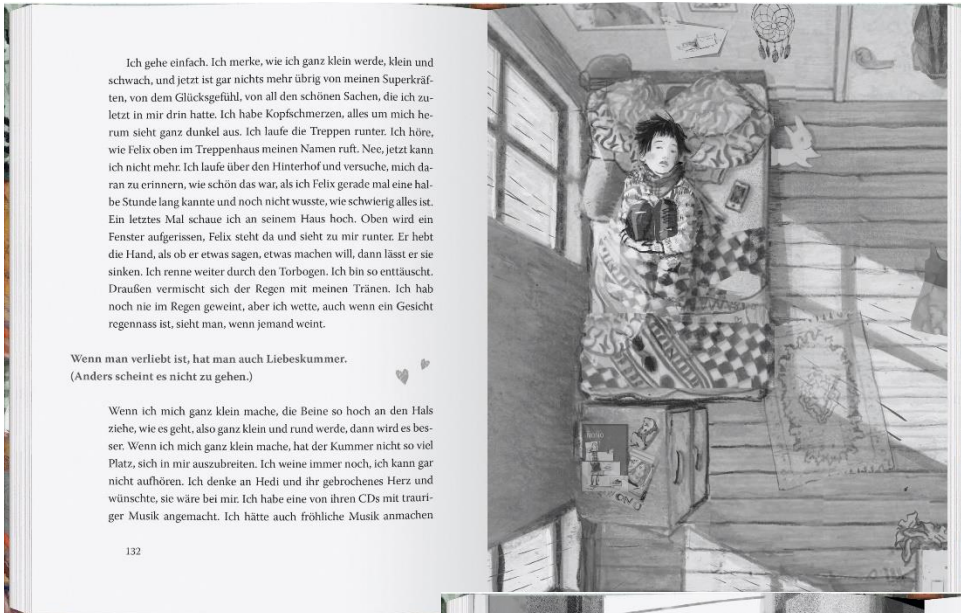 Ich gehe einfach. Ich merke, wie ich ganz klein werde, klein und
schwach, und jetzt ist gar nichts mehr übrig von meinen Superkräf-
ten, von dem Glücksgefühl, von all den schönen Sachen, die ich zu-
letzt in mir drin hatte. Ich habe Kopfschmerzen, alles um mich he-
rum sieht ganz dunkel aus. Ich laufe die Treppen runter. Ich höre,
wie Felix oben im Treppenhaus meinen Namen ruft. Nee, jetzt kann
ich nicht mehr. Ich laufe über den Hinterhof und versuche, mich da-
ran zu erinnern, wie schön das war, als ich Felix gerade mal eine hal-
be Stunde lang kannte und noch nicht wusste, wie schwierig alles ist.
Ein letztes Mal schaue ich an seinem Haus hoch. Oben wird ein
Fenster aufgerissen, Felix steht da und sieht zu mir runter. Er hebt
die Hand, als ob er etwas sagen, etwas machen will, dann lässt er sie
sinken. Ich renne weiter durch den Torbogen. Ich bin so enttäuscht.
Draußen vermischt sich der Regen mit meinen Tränen. Ich hab
noch nie im Regen geweint, aber ich wette, auch wenn ein Gesicht
regennass ist, sieht man, wenn jemand weint.
Wenn man verliebt ist, hat man auch Liebeskummer.
(Anders scheint es nicht zu gehen.)
Wenn ich mich ganz klein mache, die Beine so hoch an den Hals
ziehe, wie es geht, also ganz klein und rund werde, dann wird es bes-
ser. Wenn ich mich ganz klein mache, hat der Kummer nicht so viel
Platz, sich in mir auszubreiten. Ich weine immer noch, ich kann gar
nicht aufhören. Ich denke an Hedi und ihr gebrochenes Herz und
wünschte, sie wäre bei mir. Ich habe eine von ihren CDs mit trauri-
ger Musik angemacht. Ich hätte auch fröhliche Musik anmachen
132